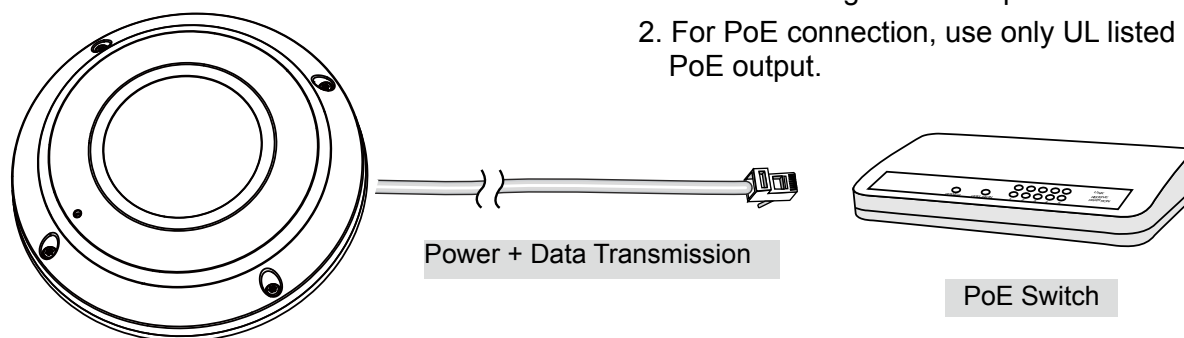 2. For PoE connection, use only UL listed
PoE output.
Power + Data Transmission
PoE Switch